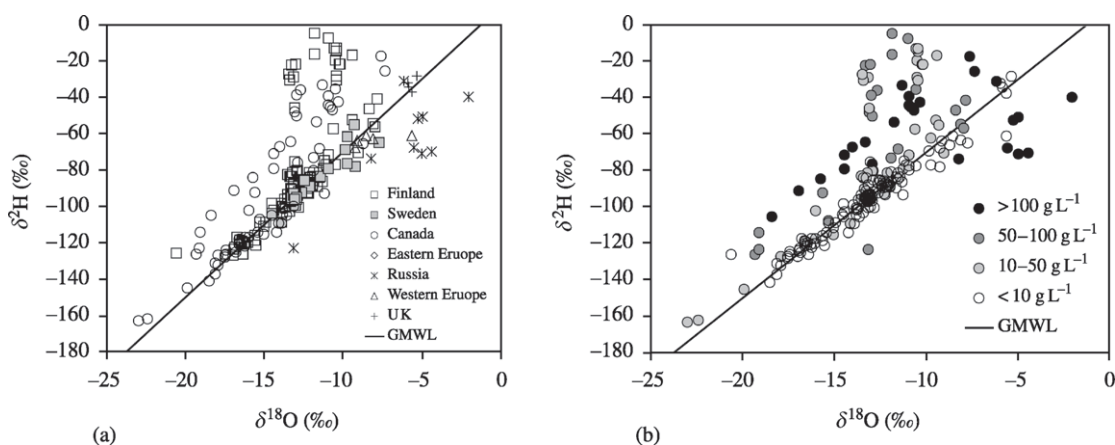 0
−20
−40
−60
−80
−100
−120
−140
−160
−180
δ²H (‰)
−25
−20
−15
−10
−5
0
δ¹⁸O (‰)
(a)
Finland
Sweden
Canada
Eastern Eruope
Russia
Western Eruope
UK
GMWL
0
−20
−40
−60
−80
−100
−120
−140
−160
−180
δ²H (‰)
−25
−20
−15
−10
−5
0
δ¹⁸O (‰)
(b)
>100 g L⁻¹
50−100 g L⁻¹
10−50 g L⁻¹
<10 g L⁻¹
GMWL